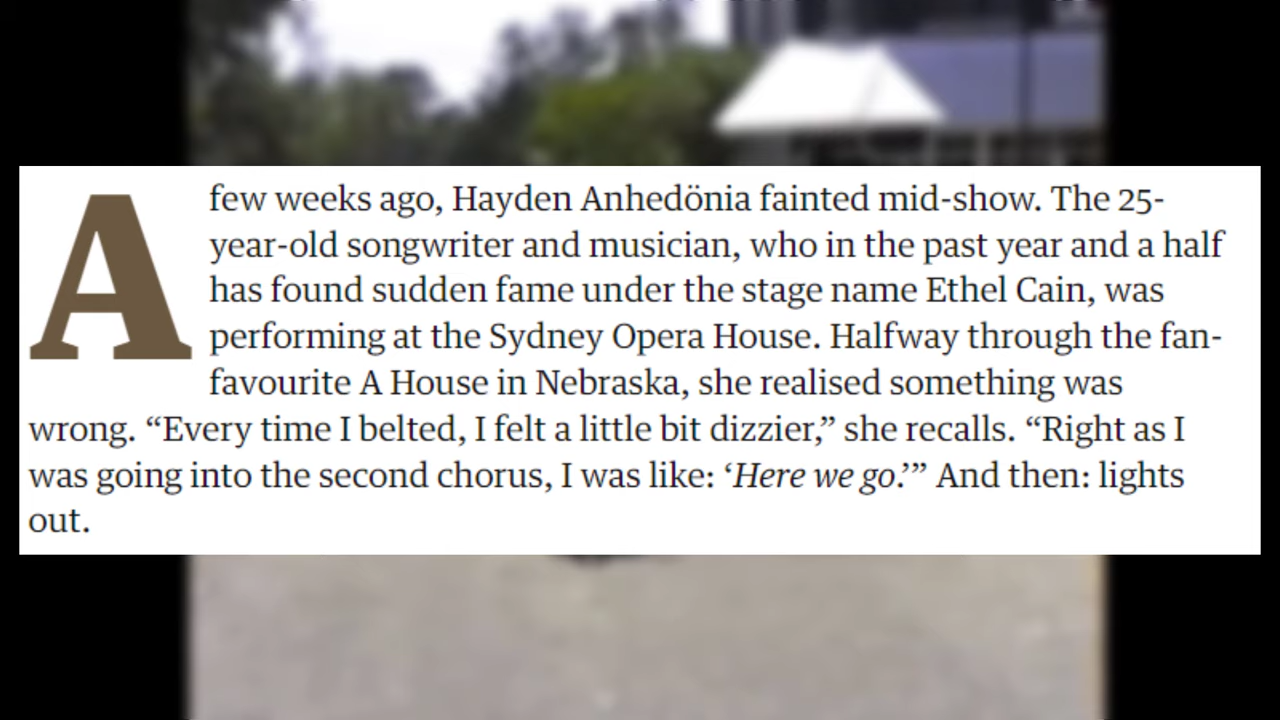 A few weeks ago, Hayden Anhedönia fainted mid-show. The 25-
year-old songwriter and musician, who in the past year and a half
has found sudden fame under the stage name Ethel Cain, was
performing at the Sydney Opera House. Halfway through the fan-
favourite A House in Nebraska, she realised something was
wrong. “Every time I belted, I felt a little bit dizzier,” she recalls. “Right as I
was going into the second chorus, I was like: ‘Here we go.’” And then: lights
out.